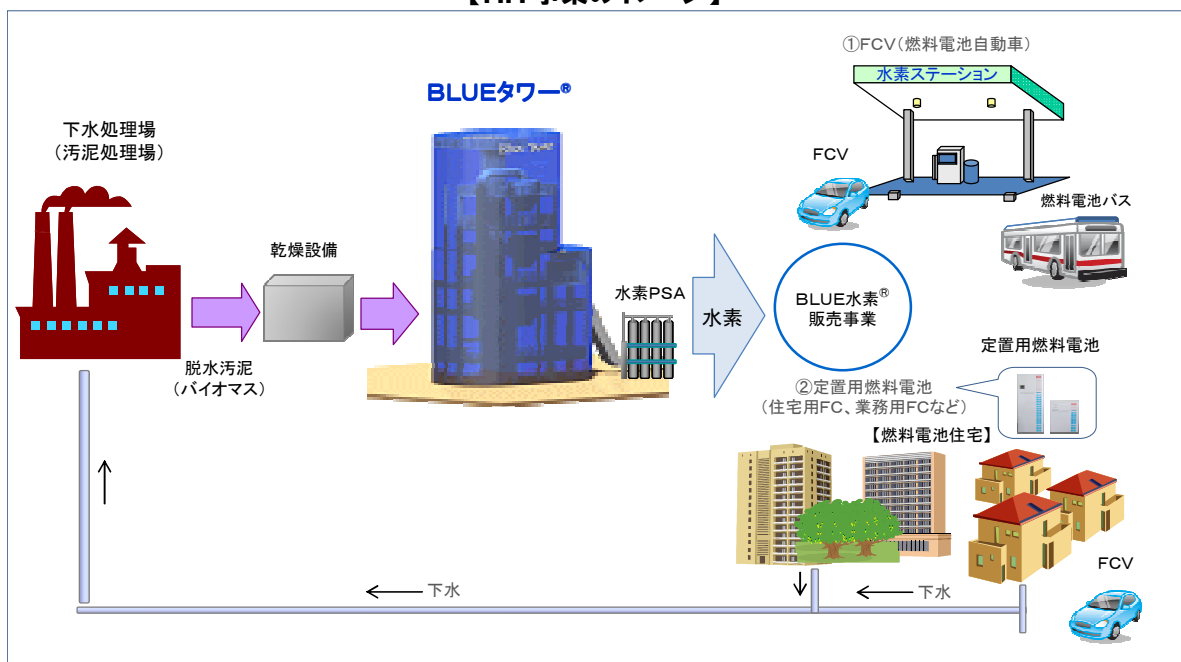 ①FCV(燃料電池自動車)
水素ステーション
BLUEタワー®
下水処理場
(汚泥処理場)
FCV
燃料電池バス
乾燥設備
水素PSA
水素
BLUE水素®
販売事業
脱水汚泥
(バイオマス)
定置用燃料電池
②定置用燃料電池
(住宅用FC、業務用FCなど)
【燃料電池住宅】
FCV
下水
下水